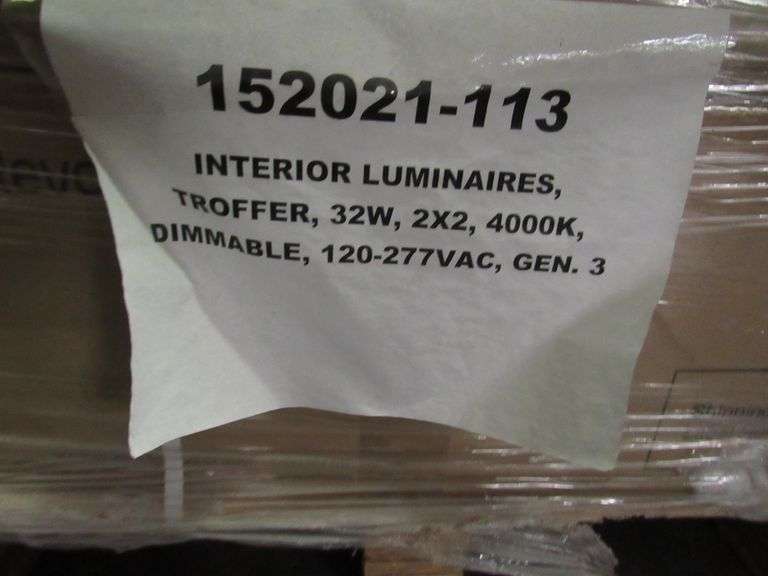 152021-113
INTERIOR LUMINAIRES,
TROFFER, 32W, 2X2, 4000K,
DIMMABLE, 120-277VAC, GEN. 3